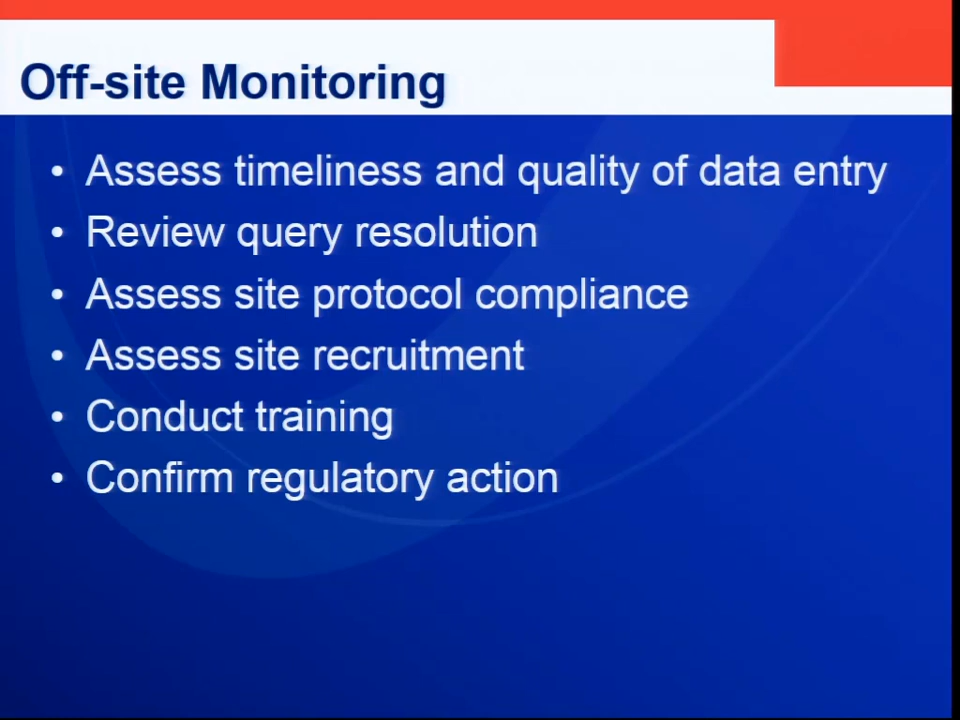 Off-site Monitoring
• Assess timeliness and quality of data entry
• Review query resolution
• Assess site protocol compliance
• Assess site recruitment
• Conduct training
• Confirm regulatory action